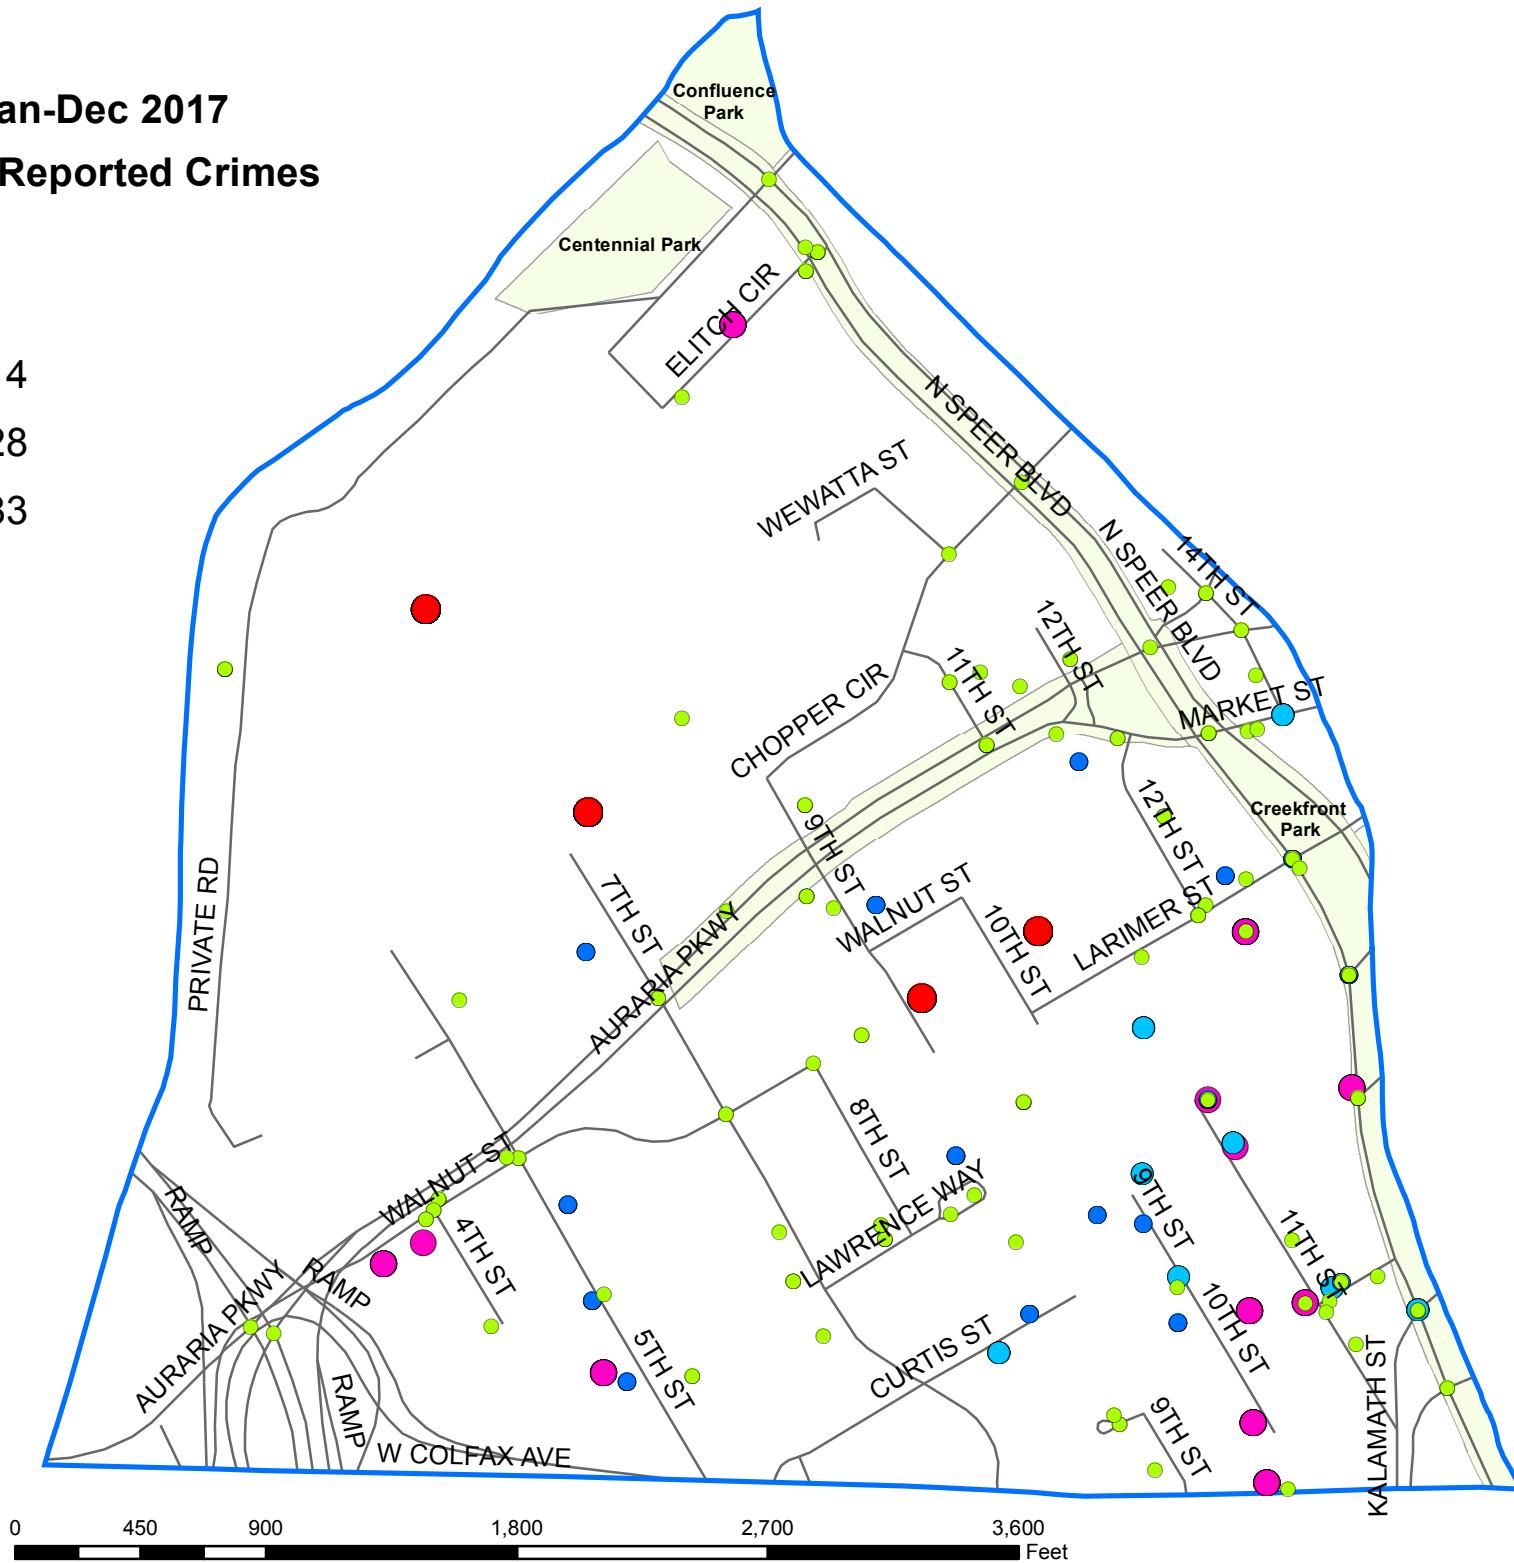 an-Dec 2017
Reported Crimes
4
28
33
Confluence
Park
Centennial Park
ELITCH CIR
N SPEER BLVD
WEWATTA ST
N SPEER BLVD
14TH ST
12TH ST
11TH ST
CHOPPER CIR
MARKET ST
Creekfront
Park
12TH ST
9TH ST
PRIVATE RD
7TH ST
WALNUT ST
10TH ST
LARIMER ST
AURARIA PKWY
8TH ST
WALNUT ST
LAWRENCE WAY
9TH ST
RAMP
4TH ST
11TH ST
RAMP
AURARIA PKWY
10TH ST
5TH ST
CURTIS ST
KALAMATH ST
RAMP
9TH ST
W COLFAX AVE
0 450 900 1,800 2,700 3,600
Feet